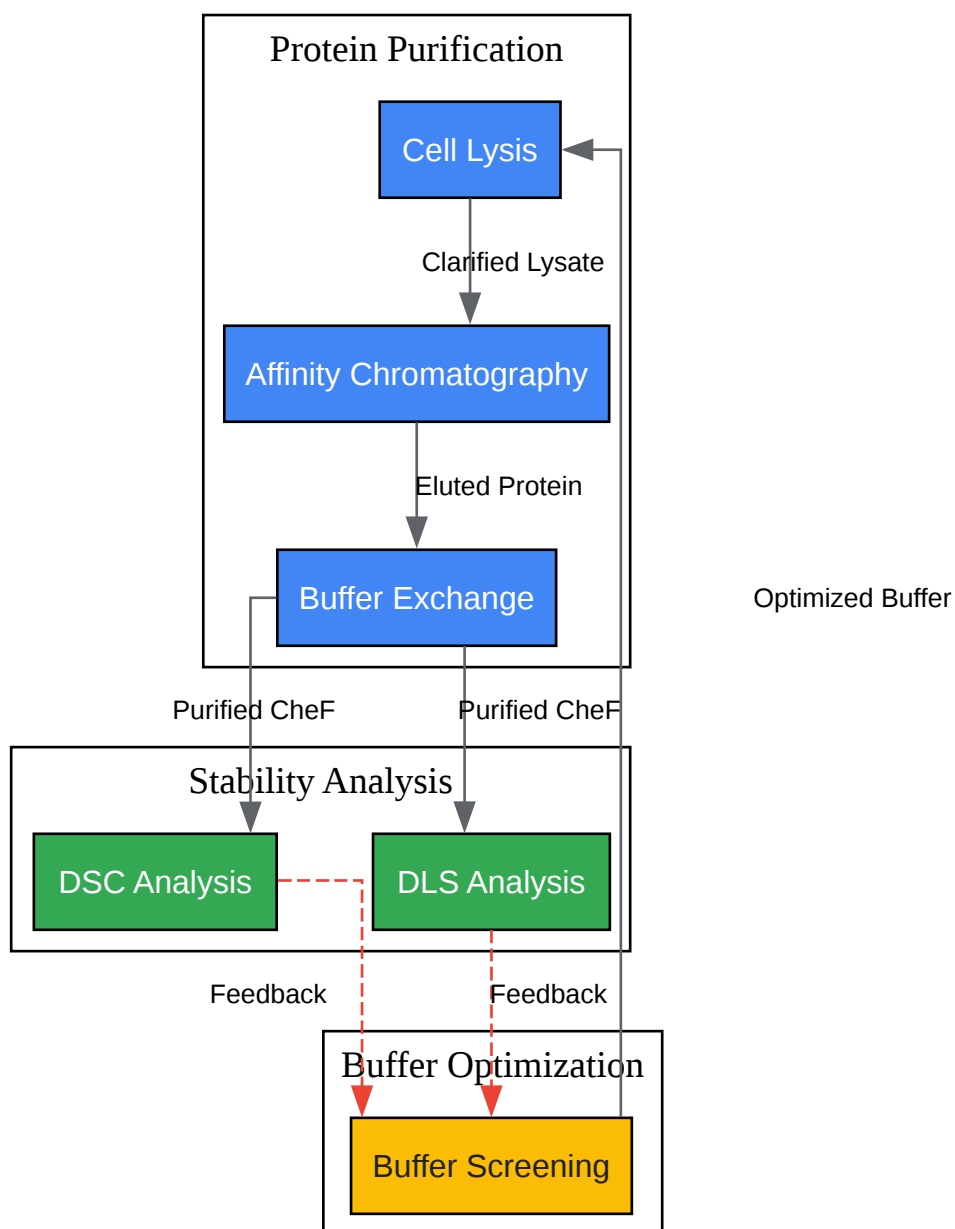 Protein Purification
Cell Lysis
Clarified Lysate
Affinity Chromatography
Eluted Protein
Buffer Exchange
Optimized Buffer
Purified CheF
Purified CheF
Stability Analysis
DSC Analysis
DLS Analysis
Feedback
Feedback
Buffer Optimization
Buffer Screening